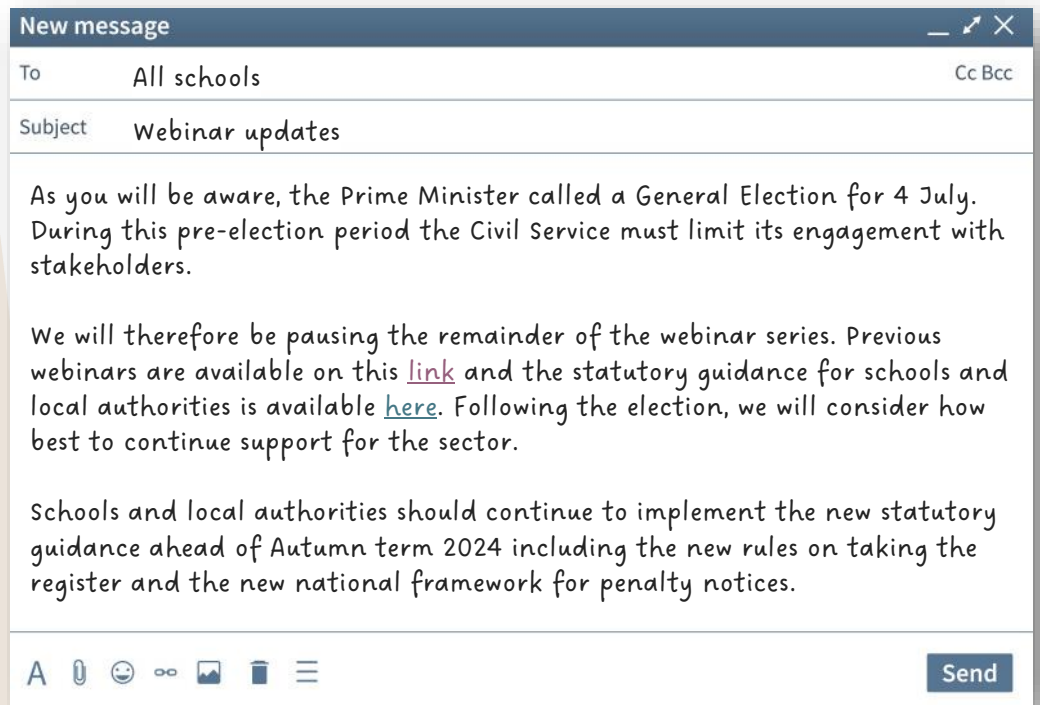 New message
To All schools Cc Bcc
Subject Webinar updates
As you will be aware, the Prime Minister called a General Election for 4 July.
During this pre-election period the Civil Service must limit its engagement with
stakeholders.
We will therefore be pausing the remainder of the webinar series. Previous
webinars are available on this link and the statutory guidance for schools and
local authorities is available here. Following the election, we will consider how
best to continue support for the sector.
Schools and local authorities should continue to implement the new statutory
guidance ahead of Autumn term 2024 including the new rules on taking the
register and the new national framework for penalty notices.
A
Send